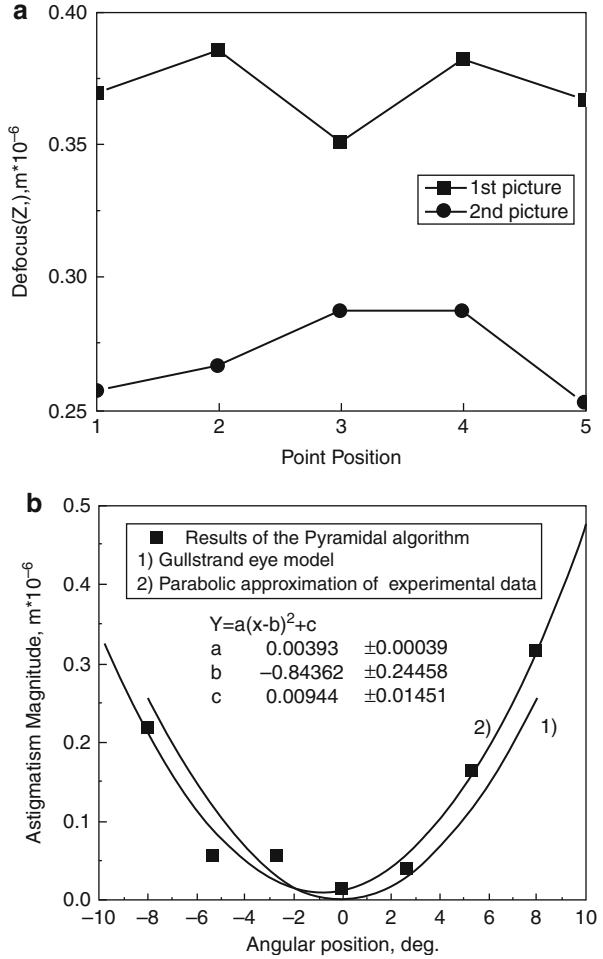 a
0.40
0.35
0.30
0.25
Defocus(Z,),m*10⁻⁶
1st picture
2nd picture
1 2 3 4 5
Point Position
b
0.5
0.4
0.3
0.2
0.1
0.0
Astigmatism Magnitude, m*10⁻⁶
Results of the Pyramidal algorithm
1) Gullstrand eye model
2) Parabolic approximation of experimental data
Y=a(x-b)²+c
a 0.00393 ±0.00039
b −0.84362 ±0.24458
c 0.00944 ±0.01451
2)
1)
−10 −8 −6 −4 −2 0 2 4 6 8 10
Angular position, deg.